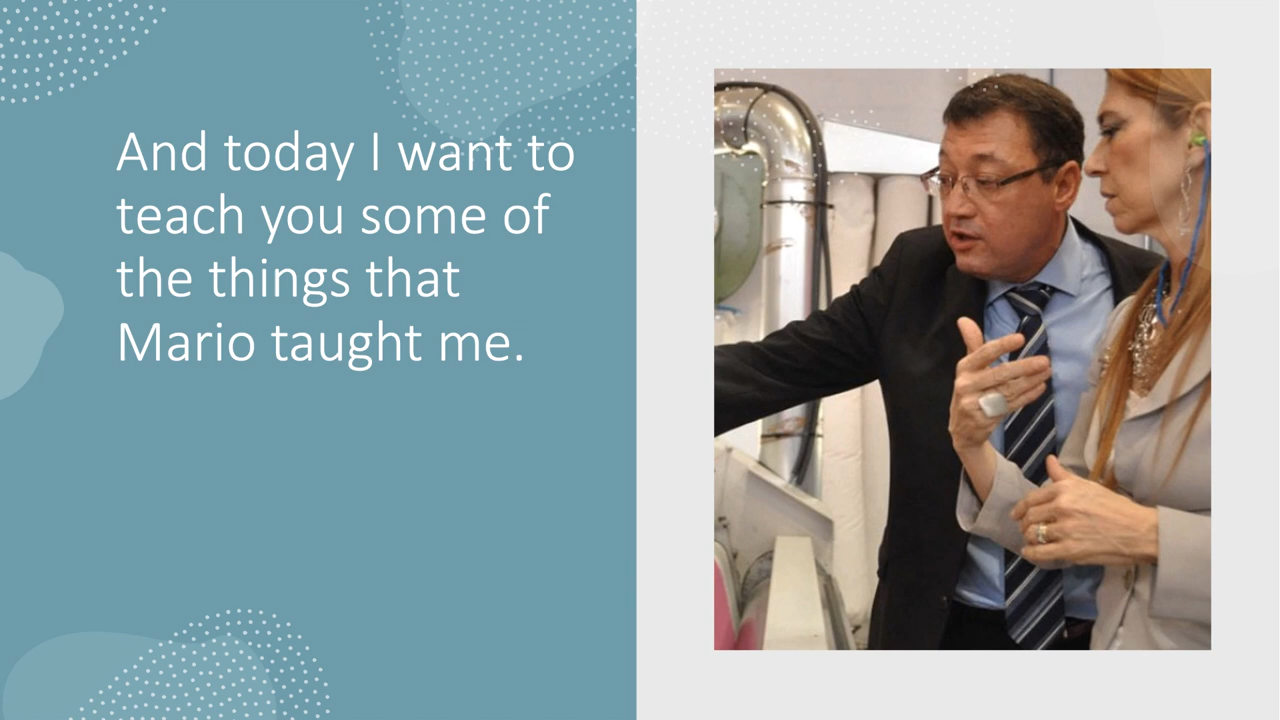 And today I want to
teach you some of
the things that
Mario taught me.